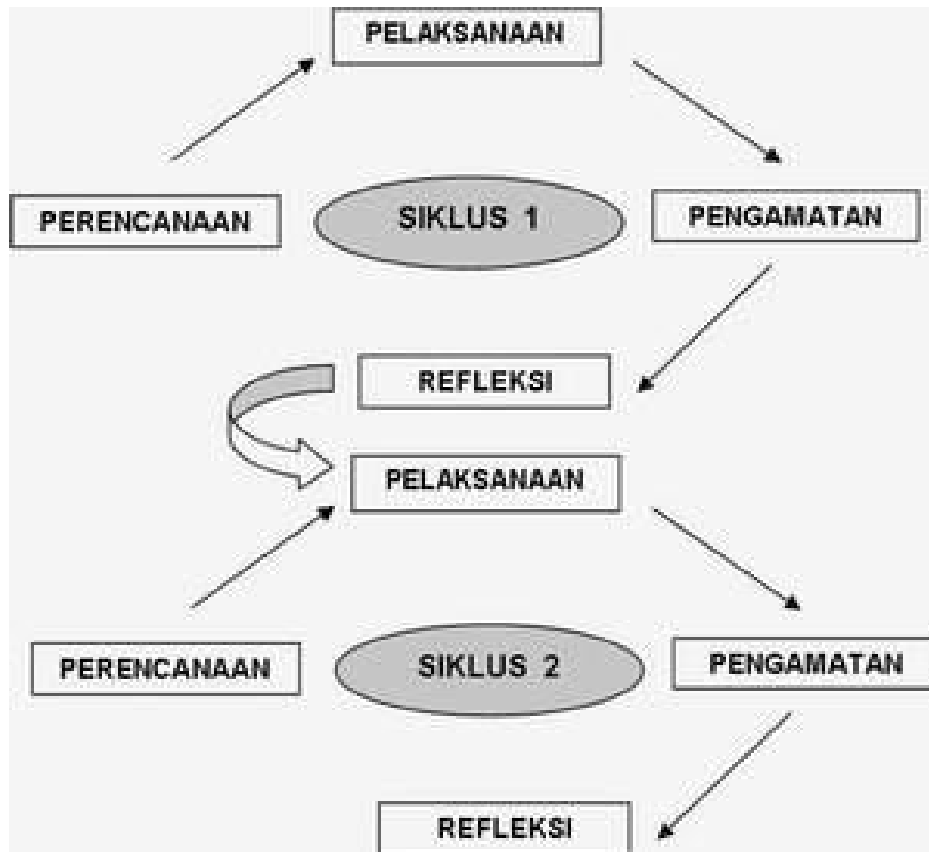 PELAKSANAAN
PERENCANAAN
SIKLUS 1
PENGAMATAN
REFLEKSI
PELAKSANAAN
PERENCANAAN
SIKLUS 2
PENGAMATAN
REFLEKSI